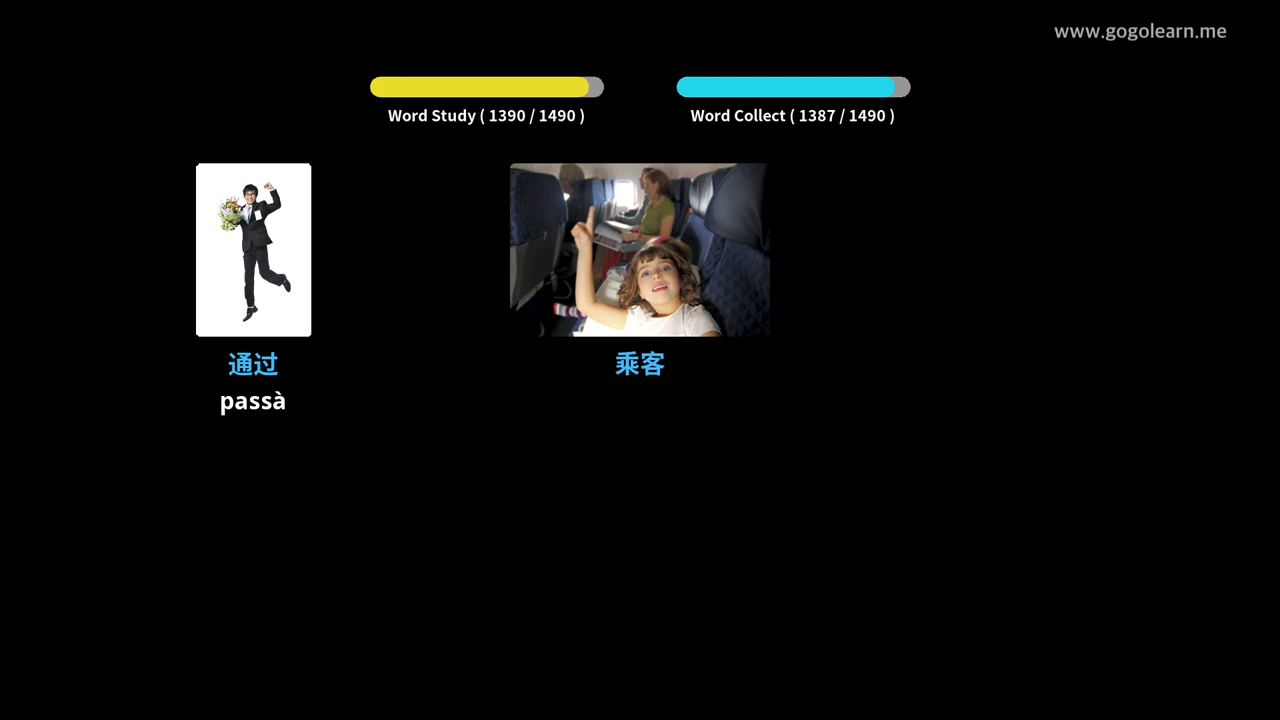 www.gogolearn.me
Word Study ( 1390 / 1490 )
Word Collect ( 1387 / 1490 )
通过
乘客
passà